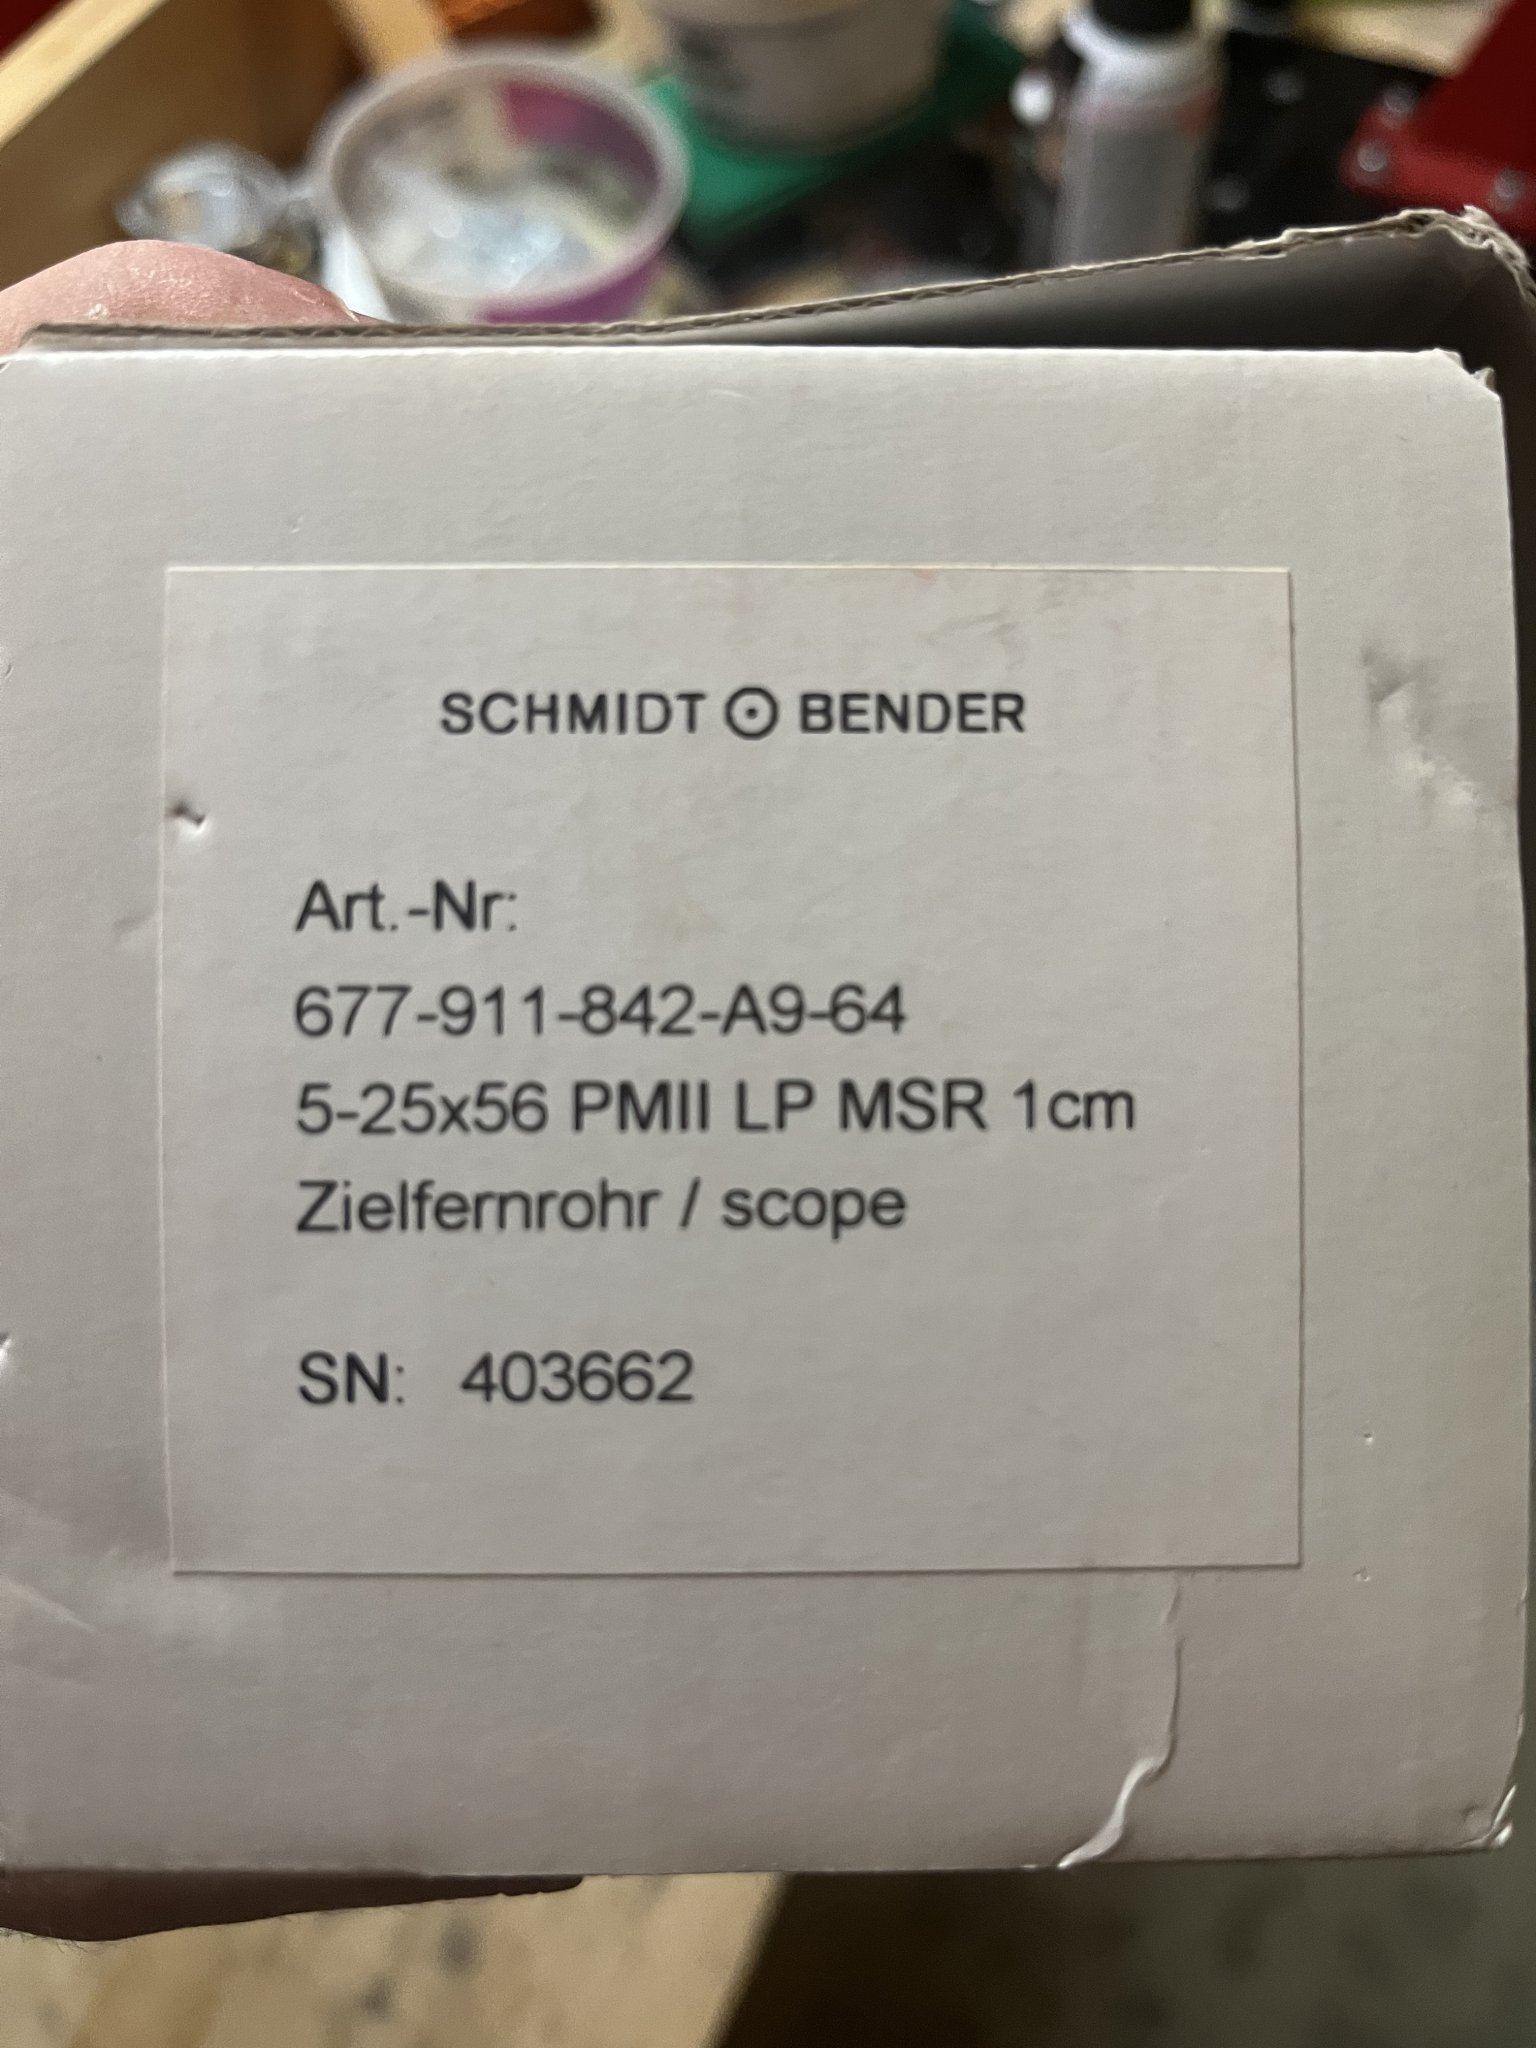 SCHMIDT BENDER
Art.-Nr:
677-911-842-A9-64
5-25x56 PMII LP MSR 1cm
Zielfernrohr / scope
SN: 403662